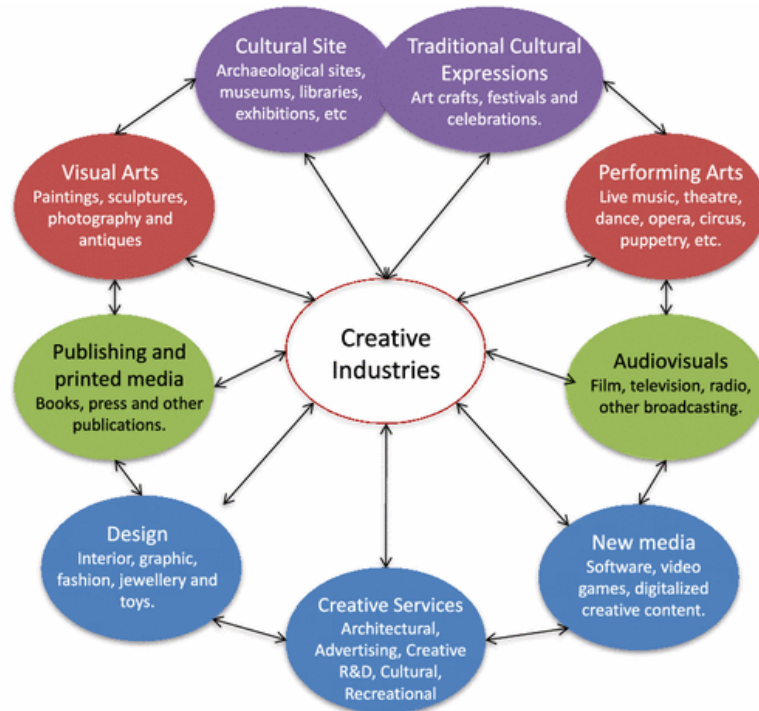 Cultural Site
Archaeological sites,
museums, libraries,
exhibitions, etc
Traditional Cultural
Expressions
Art crafts, festivals and
celebrations.
Visual Arts
Paintings, sculptures,
photography and
antiques
Performing Arts
Live music, theatre,
dance, opera, circus,
puppetry, etc.
Creative
Industries
Publishing and
printed media
Books, press and other
publications.
Audiovisuals
Film, television, radio,
other broadcasting.
Design
Interior, graphic,
fashion, jewellery and
toys.
New media
Software, video
games, digitalized
creative content.
Creative Services
Architectural,
Advertising, Creative
R&D, Cultural,
Recreational